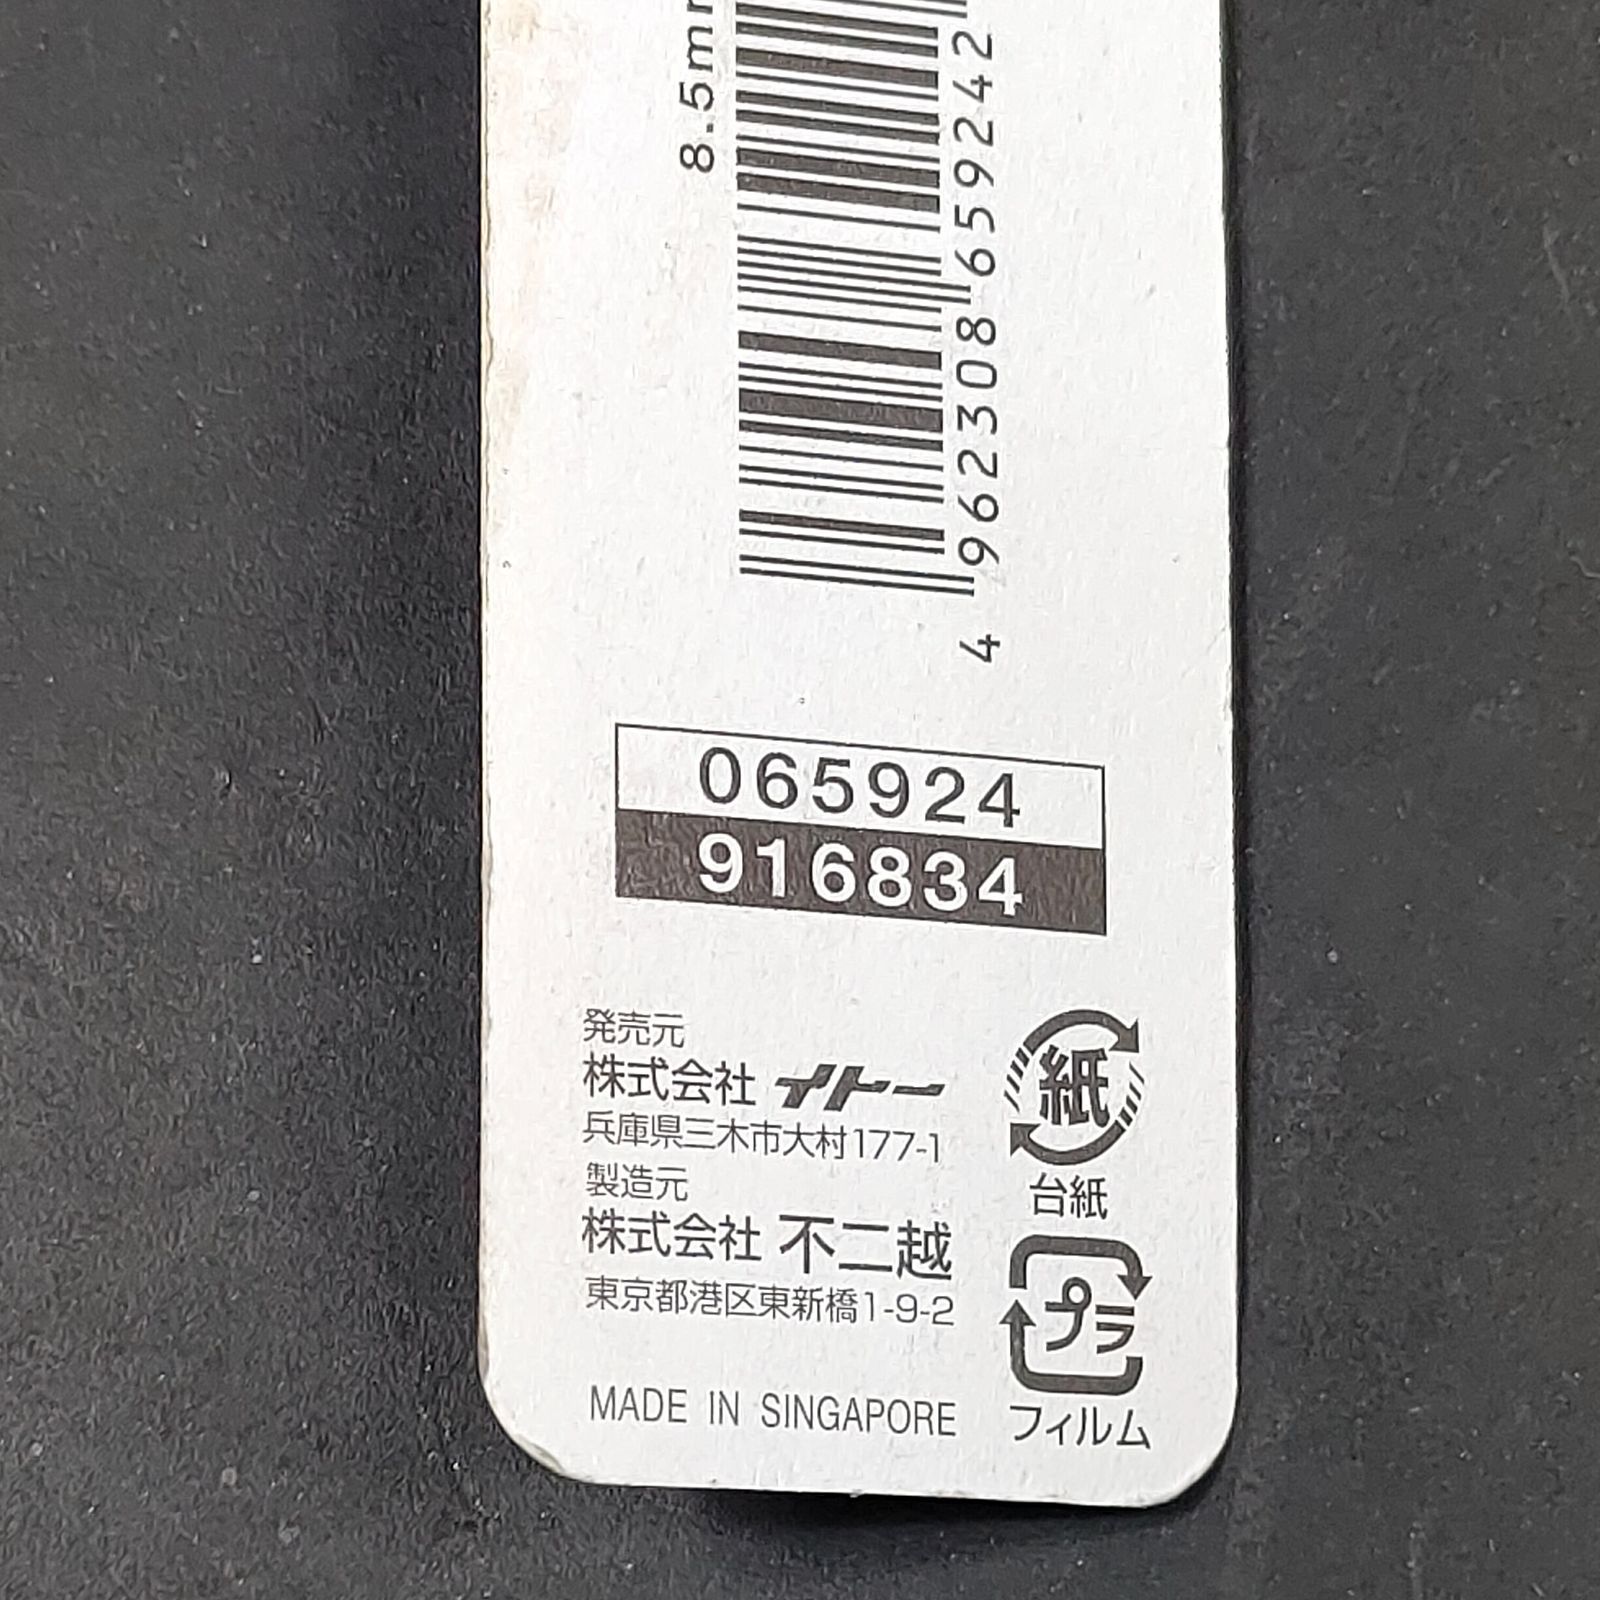 8.5m
4 962308 659242
065924
916834
発売元
株式会社 イトー
兵庫県三木市大村177-1
製造元
株式会社 不二越
東京都港区東新橋1-9-2
MADE IN SINGAPORE
紙
台紙
プラ
フィルム